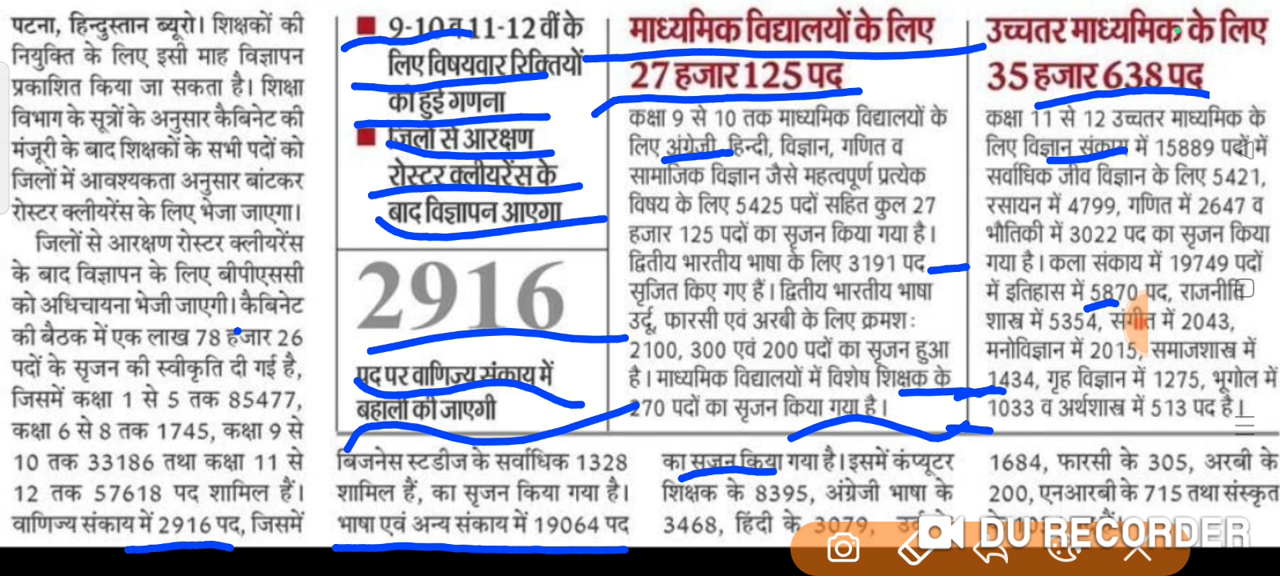 पटना, हिन्दुस्तान ब्यूरो। शिक्षकों की
नियुक्ति के लिए इसी माह विज्ञापन
प्रकाशित किया जा सकता है। शिक्षा
विभाग के सूत्रों के अनुसार कैबिनेट की
मंजूरी के बाद शिक्षकों के सभी पदों को
जिलों में आवश्यकता अनुसार बांटकर
रोस्टर क्लीयरेंस के लिए भेजा जाएगा।
जिलों से आरक्षण रोस्टर क्लीयरेंस
के बाद विज्ञापन के लिए बीपीएससी
को अधियाचना भेजी जाएगी। कैबिनेट
की बैठक में एक लाख 78 हजार 26
पदों के सृजन की स्वीकृति दी गई है,
जिसमें कक्षा 1 से 5 तक 85477,
कक्षा 6 से 8 तक 1745, कक्षा 9 से
10 तक 33186 तथा कक्षा 11 से
12 तक 57618 पद शामिल हैं।
वाणिज्य संकाय में 2916 पद, जिसमें
9-10 व 11-12 वीं के
लिए विषयवार रिक्तियों
की हुई गणना
जिलों से आरक्षण
रोस्टर क्लीयरेंस के
बाद विज्ञापन आएगा
2916
पद पर वाणिज्य संकाय में
बहाली की जाएगी
बिजनेस स्टडीज के सर्वाधिक 1328
शामिल हैं, का सृजन किया गया है।
भाषा एवं अन्य संकाय में 19064 पद
माध्यमिक विद्यालयों के लिए
27 हजार 125 पद
कक्षा 9 से 10 तक माध्यमिक विद्यालयों के
लिए अंग्रेजी, हिन्दी, विज्ञान, गणित व
सामाजिक विज्ञान जैसे महत्वपूर्ण प्रत्येक
विषय के लिए 5425 पदों सहित कुल 27
हजार 125 पदों का सृजन किया गया है।
द्वितीय भारतीय भाषा के लिए 3191 पद
सृजित किए गए हैं। द्वितीय भारतीय भाषा
उर्दू, फारसी एवं अरबी के लिए क्रमशः
2100, 300 एवं 200 पदों का सृजन हुआ
है। माध्यमिक विद्यालयों में विशेष शिक्षक के
270 पदों का सृजन किया गया है।
का सृजन किया गया है। इसमें कंप्यूटर
शिक्षक के 8395, अंग्रेजी भाषा के
3468, हिंदी के 3079,
उच्चतर माध्यमिक के लिए
35 हजार 638 पद
कक्षा 11 से 12 उच्चतर माध्यमिक के
लिए विज्ञान संकाय में 15889 पदों में
सर्वाधिक जीव विज्ञान के लिए 5421,
रसायन में 4799, गणित में 2647 व
भौतिकी में 3022 पद का सृजन किया
गया है। कला संकाय में 19749 पदों
में इतिहास में 5870 पद, राजनीति
शास्त्र में 5354, संगीत में 2043,
मनोविज्ञान में 2015, समाजशास्त्र में
1434, गृह विज्ञान में 1275, भूगोल में
1033 व अर्थशास्त्र में 513 पद है।
1684, फारसी के 305, अरबी के
200, एनआरबी के 715 तथा संस्कृत
DU RECORDER